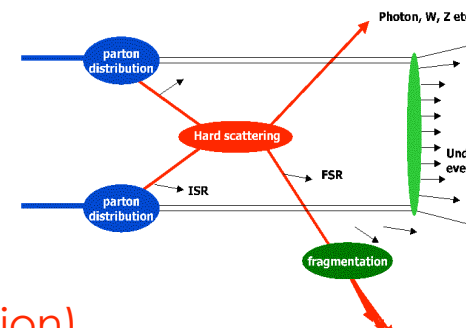 Photon, W, Z etc
parton
distribution
Hard scattering
Und
eve
FSR
ISR
parton
distribution
fragmentation
ion)